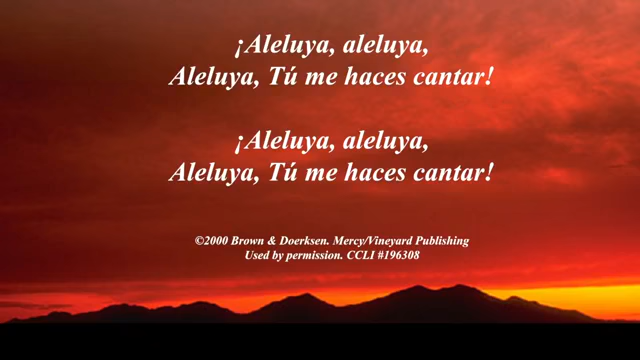 ¡Aleluya, aleluya,
Aleluya, Tú me haces cantar!
¡Aleluya, aleluya,
Aleluya, Tú me haces cantar!
©2000 Brown & Doerksen. Mercy/Vineyard Publishing
Used by permission. CCLI #196308